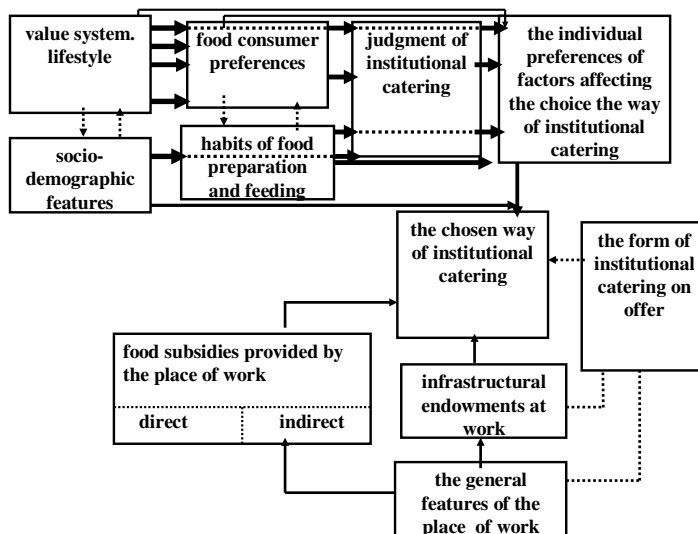 value system.
lifestyle
food consumer
preferences
judgment of
institutional
catering
the individual
preferences of
factors affecting
the choice the way
of institutional
catering
socio-
demographic
features
habits of food
preparation
and feeding
the chosen way
of institutional
catering
the form of
institutional
catering on
offer
food subsidies provided by
the place of work
direct
indirect
infrastructural
endowments at
work
the general
features of the
place of work